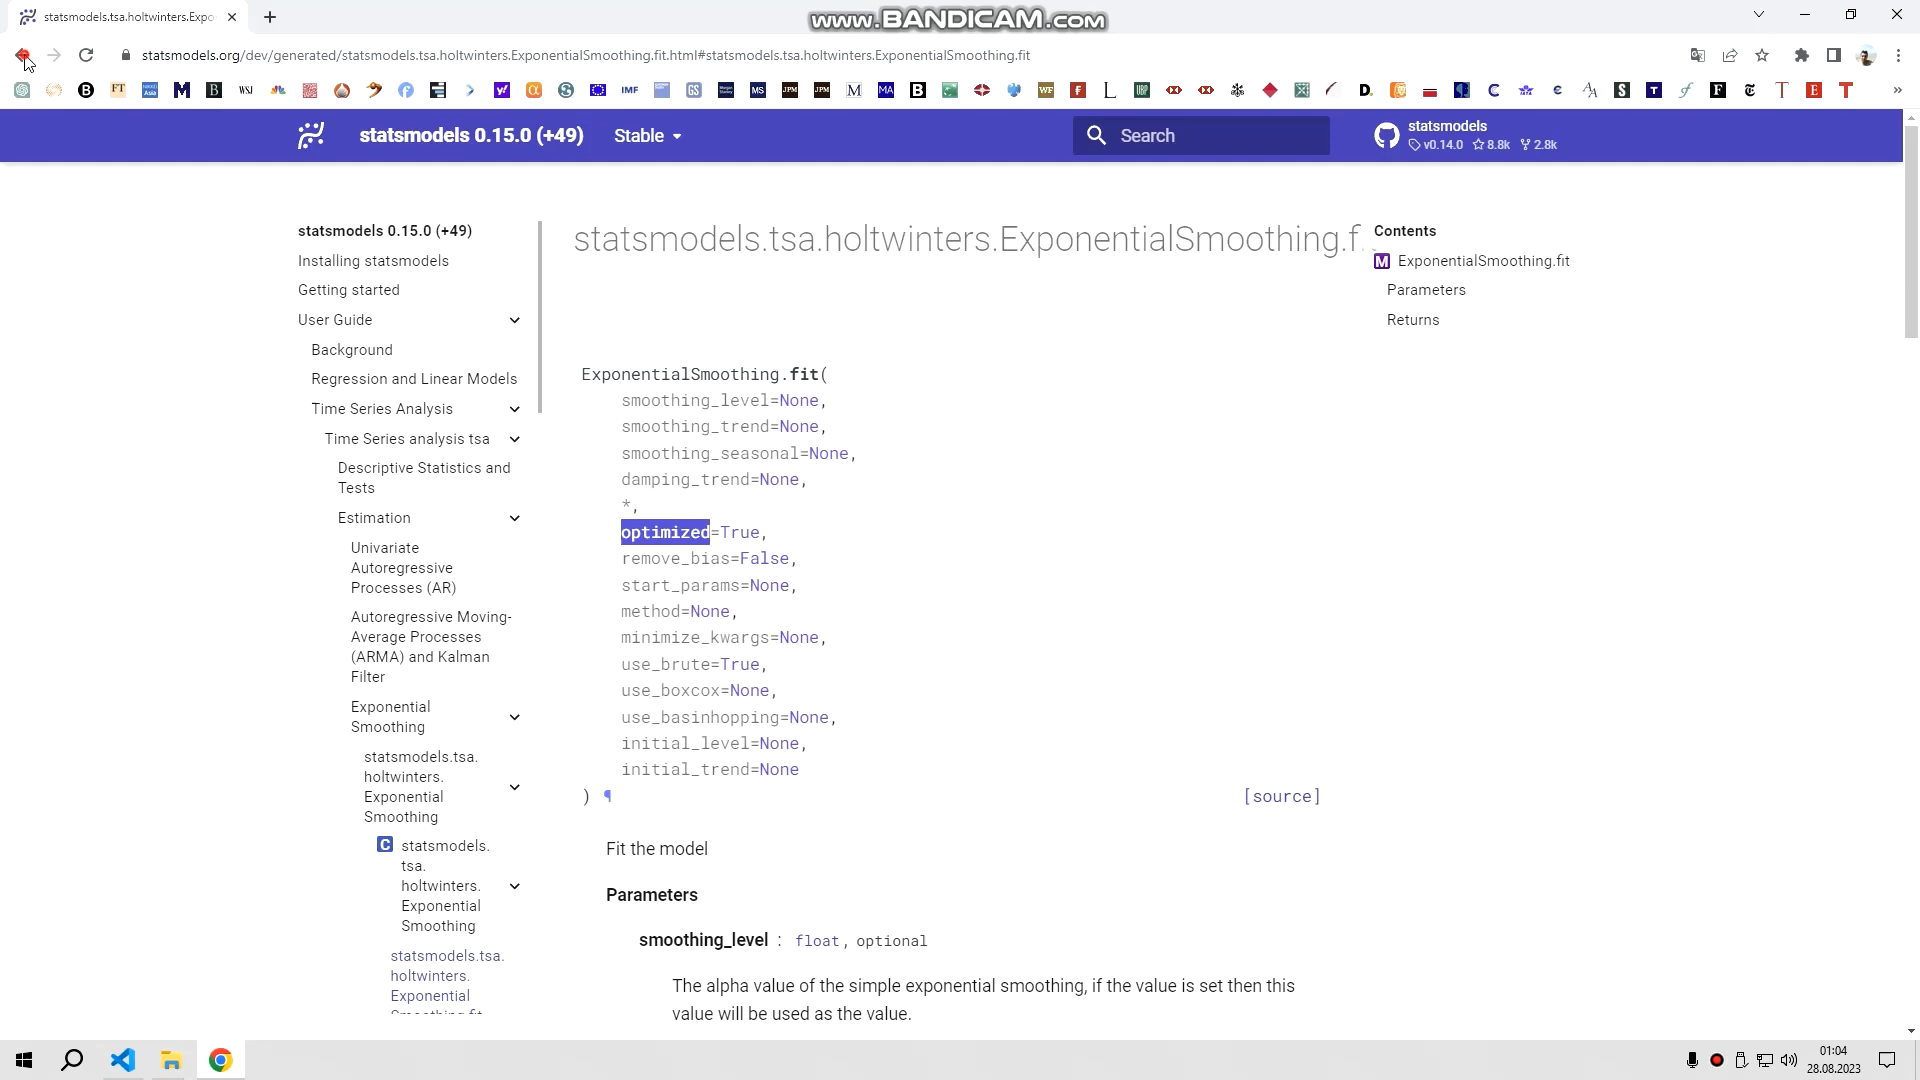 statsmodels.tsa.holtwinters.Expo
www.BANDICAM.com
statsmodels.org/dev/generated/statsmodels.tsa.holtwinters.ExponentialSmoothing.fit.html#statsmodels.tsa.holtwinters.ExponentialSmoothing.fit
statsmodels 0.15.0 (+49)
Stable
Search
statsmodels
v0.14.0 8.8k 2.8k
statsmodels 0.15.0 (+49)
Installing statsmodels
Getting started
User Guide
Background
Regression and Linear Models
Time Series Analysis
Time Series analysis tsa
Descriptive Statistics and
Tests
Estimation
Univariate
Autoregressive
Processes (AR)
Autoregressive Moving-
Average Processes
(ARMA) and Kalman
Filter
Exponential
Smoothing
statsmodels.tsa.
holtwinters.
Exponential
Smoothing
C statsmodels.
tsa.
holtwinters.
Exponential
Smoothing
statsmodels.tsa.
holtwinters.
Exponential
Smoothing.fit
statsmodels.tsa.holtwinters.ExponentialSmoothing.f
ExponentialSmoothing.fit(
smoothing_level=None,
smoothing_trend=None,
smoothing_seasonal=None,
damping_trend=None,
*,
optimized=True,
remove_bias=False,
start_params=None,
method=None,
minimize_kwargs=None,
use_brute=True,
use_boxcox=None,
use_basinhopping=None,
initial_level=None,
initial_trend=None
) ¶
[source]
Fit the model
Parameters
smoothing_level : float, optional
The alpha value of the simple exponential smoothing, if the value is set then this
value will be used as the value.
Contents
M ExponentialSmoothing.fit
Parameters
Returns
01:04
28.08.2023